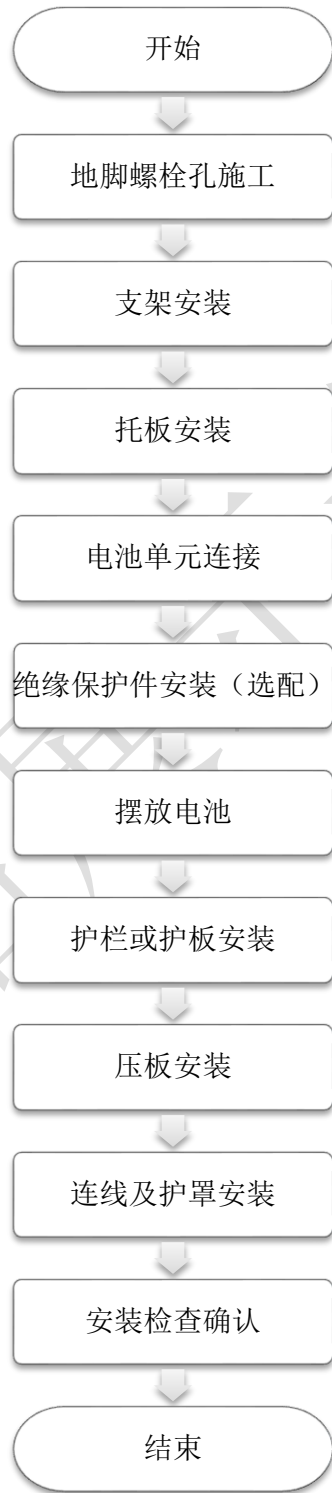 开始
地脚螺栓孔施工
支架安装
托板安装
电池单元连接
绝缘保护件安装（选配）
摆放电池
护栏或护板安装
压板安装
连线及护罩安装
安装检查确认
结束